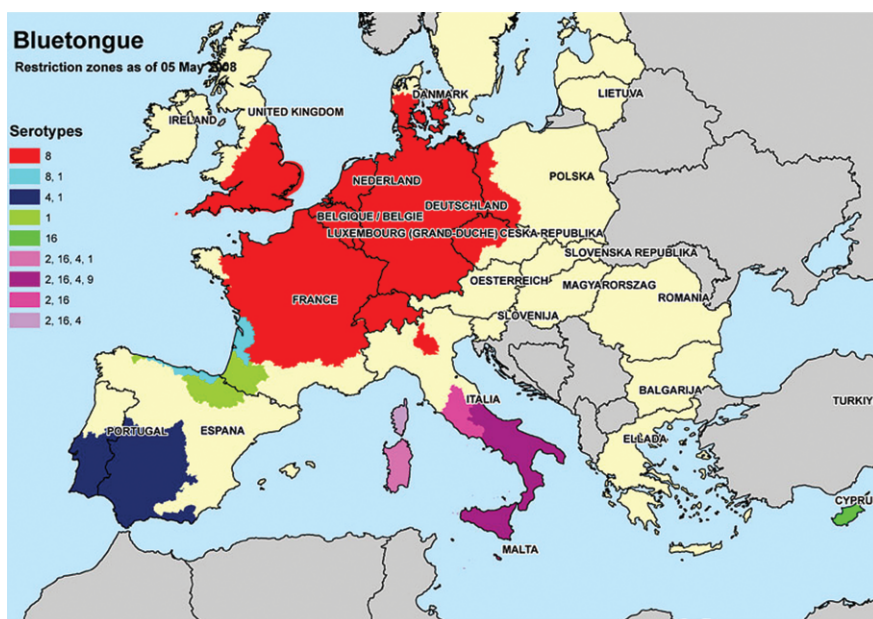 Bluetongue
Restriction zones as of 05 May 2008
Serotypes
8
8, 1
4, 1
1
16
2, 16, 4, 1
2, 16, 4, 9
2, 16
2, 16, 4
IRELAND
UNITED KINGDOM
DANMARK
LIETUVA
NEDERLAND
POLSKA
DEUTSCHLAND
BELGIQUE / BELGIE
LUXEMBOURG (GRAND-DUCHE)
CESKA REPUBLIKA
SLOVENSKA REPUBLIKA
OESTERREICH
MAGYARORSZAG
FRANCE
ROMANIA
SLOVENIJA
BALGARIJA
ITALIA
TURKIY
PORTUGAL
ESPANA
ELLADA
CYPRU
MALTA